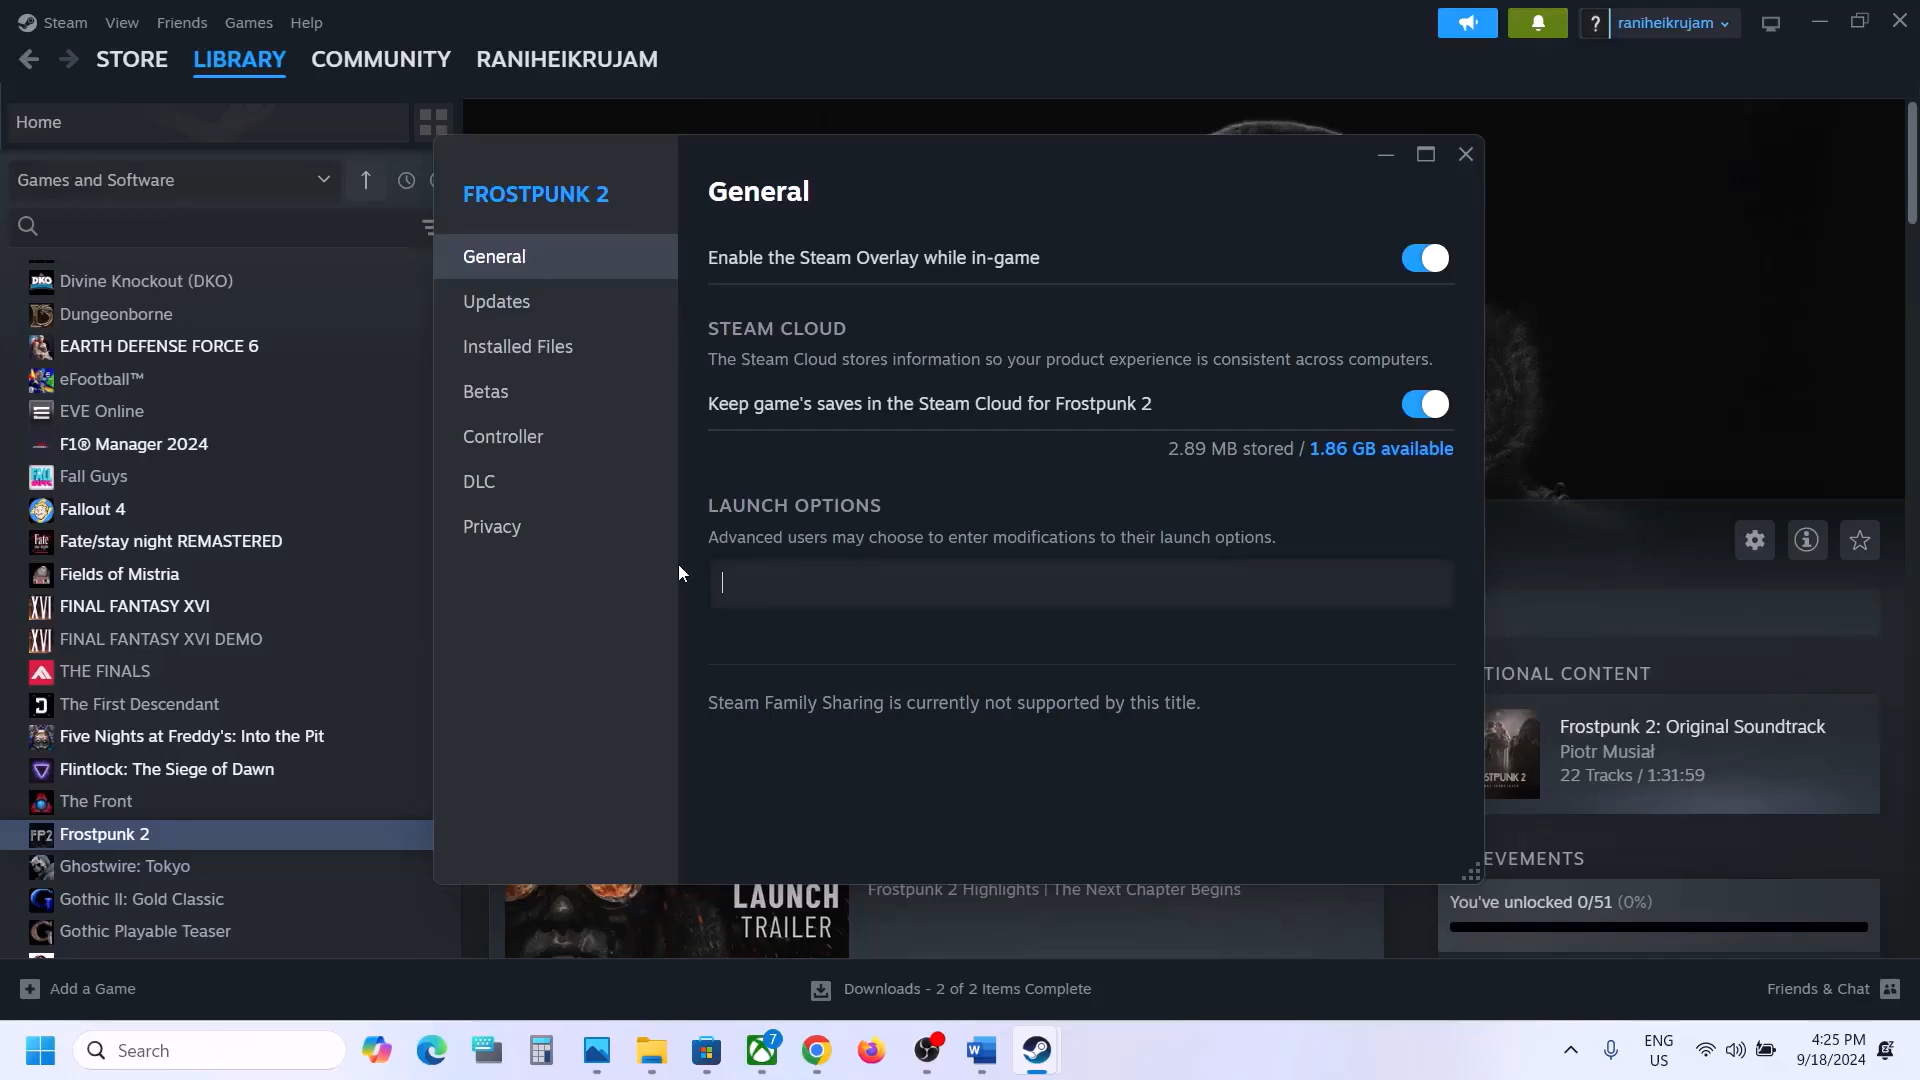 Steam View Friends Games Help
? raniheikrujam
STORE LIBRARY COMMUNITY RANIHEIKRUJAM
Home
Games and Software
Divine Knockout (DKO)
Dungeonborne
EARTH DEFENSE FORCE 6
eFootball™
EVE Online
F1® Manager 2024
Fall Guys
Fallout 4
Fate/stay night REMASTERED
Fields of Mistria
FINAL FANTASY XVI
FINAL FANTASY XVI DEMO
THE FINALS
The First Descendant
Five Nights at Freddy's: Into the Pit
Flintlock: The Siege of Dawn
The Front
Frostpunk 2
Ghostwire: Tokyo
Gothic II: Gold Classic
Gothic Playable Teaser
FROSTPUNK 2
General
Updates
Installed Files
Betas
Controller
DLC
Privacy
General
Enable the Steam Overlay while in-game
STEAM CLOUD
The Steam Cloud stores information so your product experience is consistent across computers.
Keep game's saves in the Steam Cloud for Frostpunk 2
2.89 MB stored / 1.86 GB available
LAUNCH OPTIONS
Advanced users may choose to enter modifications to their launch options.
Steam Family Sharing is currently not supported by this title.
TIONAL CONTENT
Frostpunk 2: Original Soundtrack
Piotr Musiał
22 Tracks / 1:31:59
EVEMENTS
You've unlocked 0/51 (0%)
LAUNCH
TRAILER
Frostpunk 2 Highlights | The Next Chapter Begins
Add a Game
Downloads - 2 of 2 Items Complete
Friends & Chat
Search
7
ENG
US
4:25 PM
9/18/2024